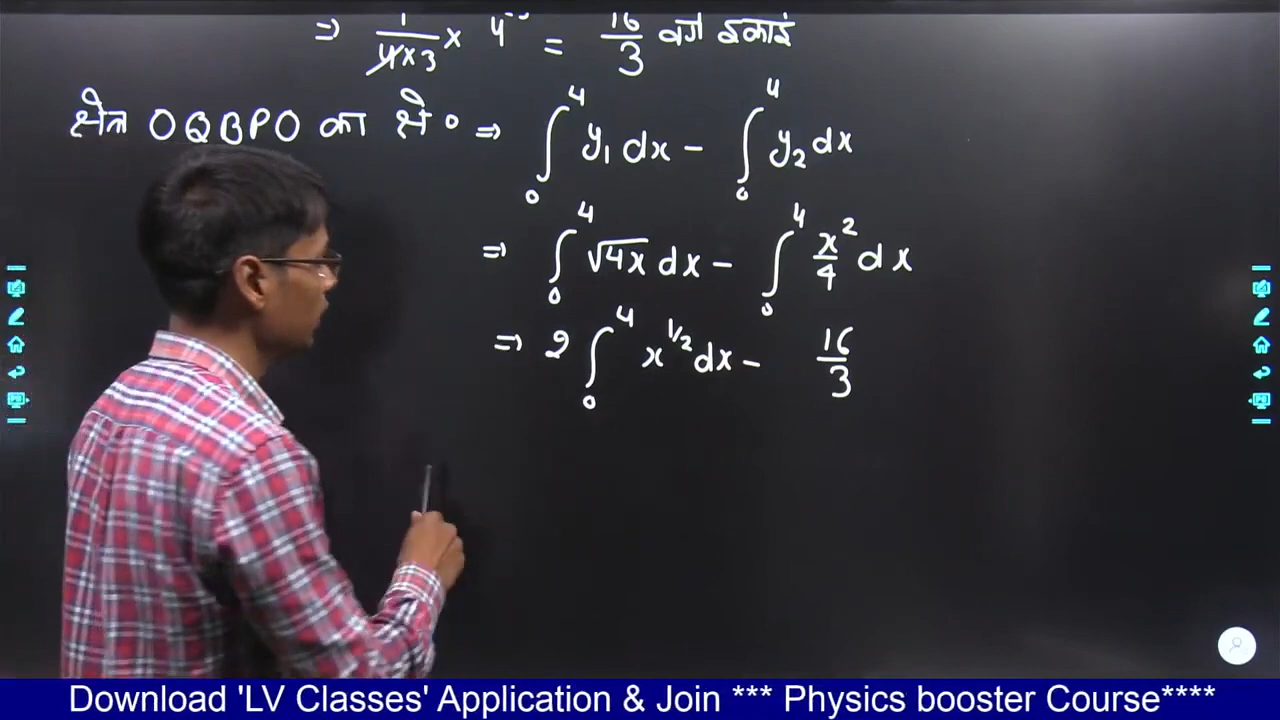 ⇒ 1/(4×3) × 4 = 16/3 वर्ग इकाई
क्षेत्र OQBPO का क्षे० ⇒ ∫₀⁴ y₁ dx − ∫₀⁴ y₂ dx
⇒ ∫₀⁴ √4x dx − ∫₀⁴ x²/4 dx
⇒ 2 ∫₀⁴ x^1/2 dx − 16/3
Download 'LV Classes' Application & Join *** Physics booster Course****